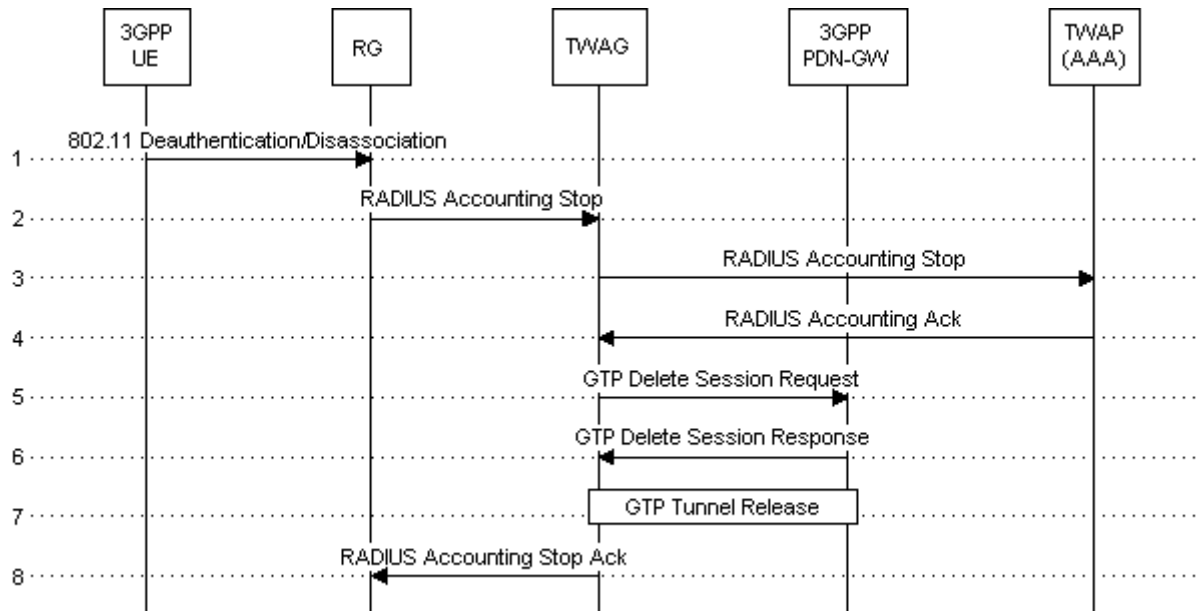 3GPP
UE
RG
TWAG
3GPP
PDN-GW
TWAP
(AAA)
802.11 Deauthentication/Disassociation
1
RADIUS Accounting Stop
2
RADIUS Accounting Stop
3
RADIUS Accounting Ack
4
GTP Delete Session Request
5
GTP Delete Session Response
6
GTP Tunnel Release
7
RADIUS Accounting Stop Ack
8